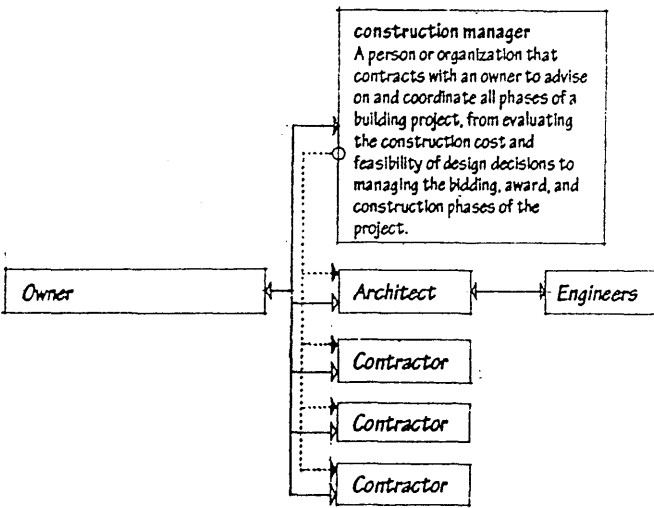 construction manager
A person or organization that
contracts with an owner to advise
on and coordinate all phases of a
building project, from evaluating
the construction cost and
feasibility of design decisions to
managing the bidding, award, and
construction phases of the
project.
Owner
Architect
Engineers
Contractor
Contractor
Contractor